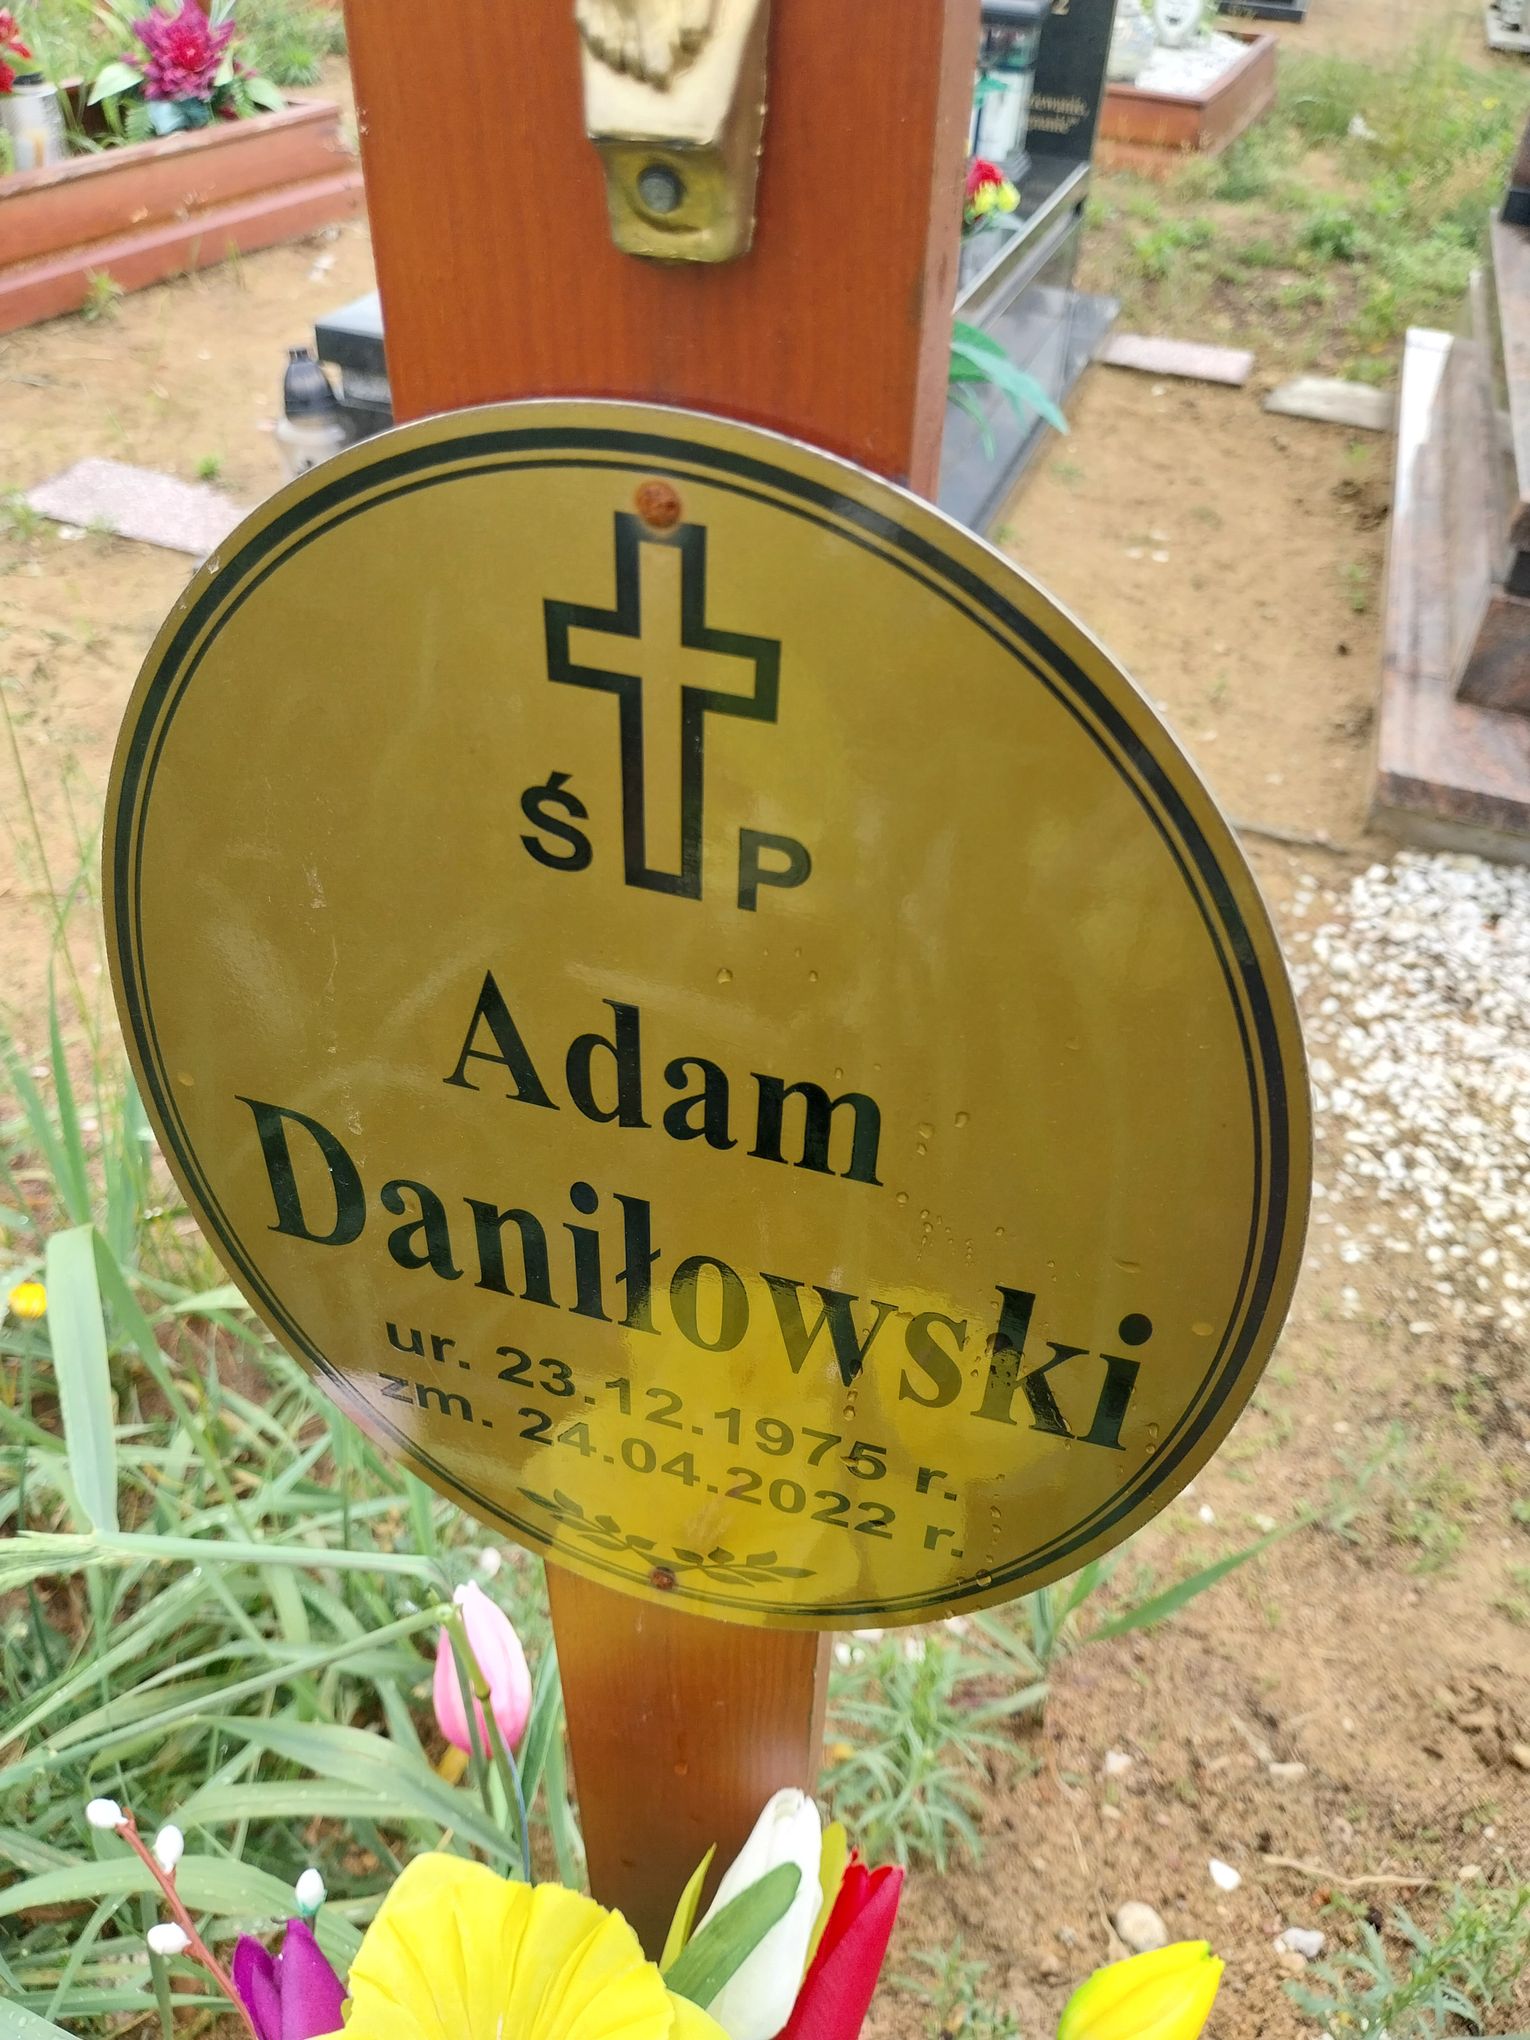 Ś P
Adam
Daniłowski
ur. 23.12.1975 r.
zm. 24.04.2022 r.